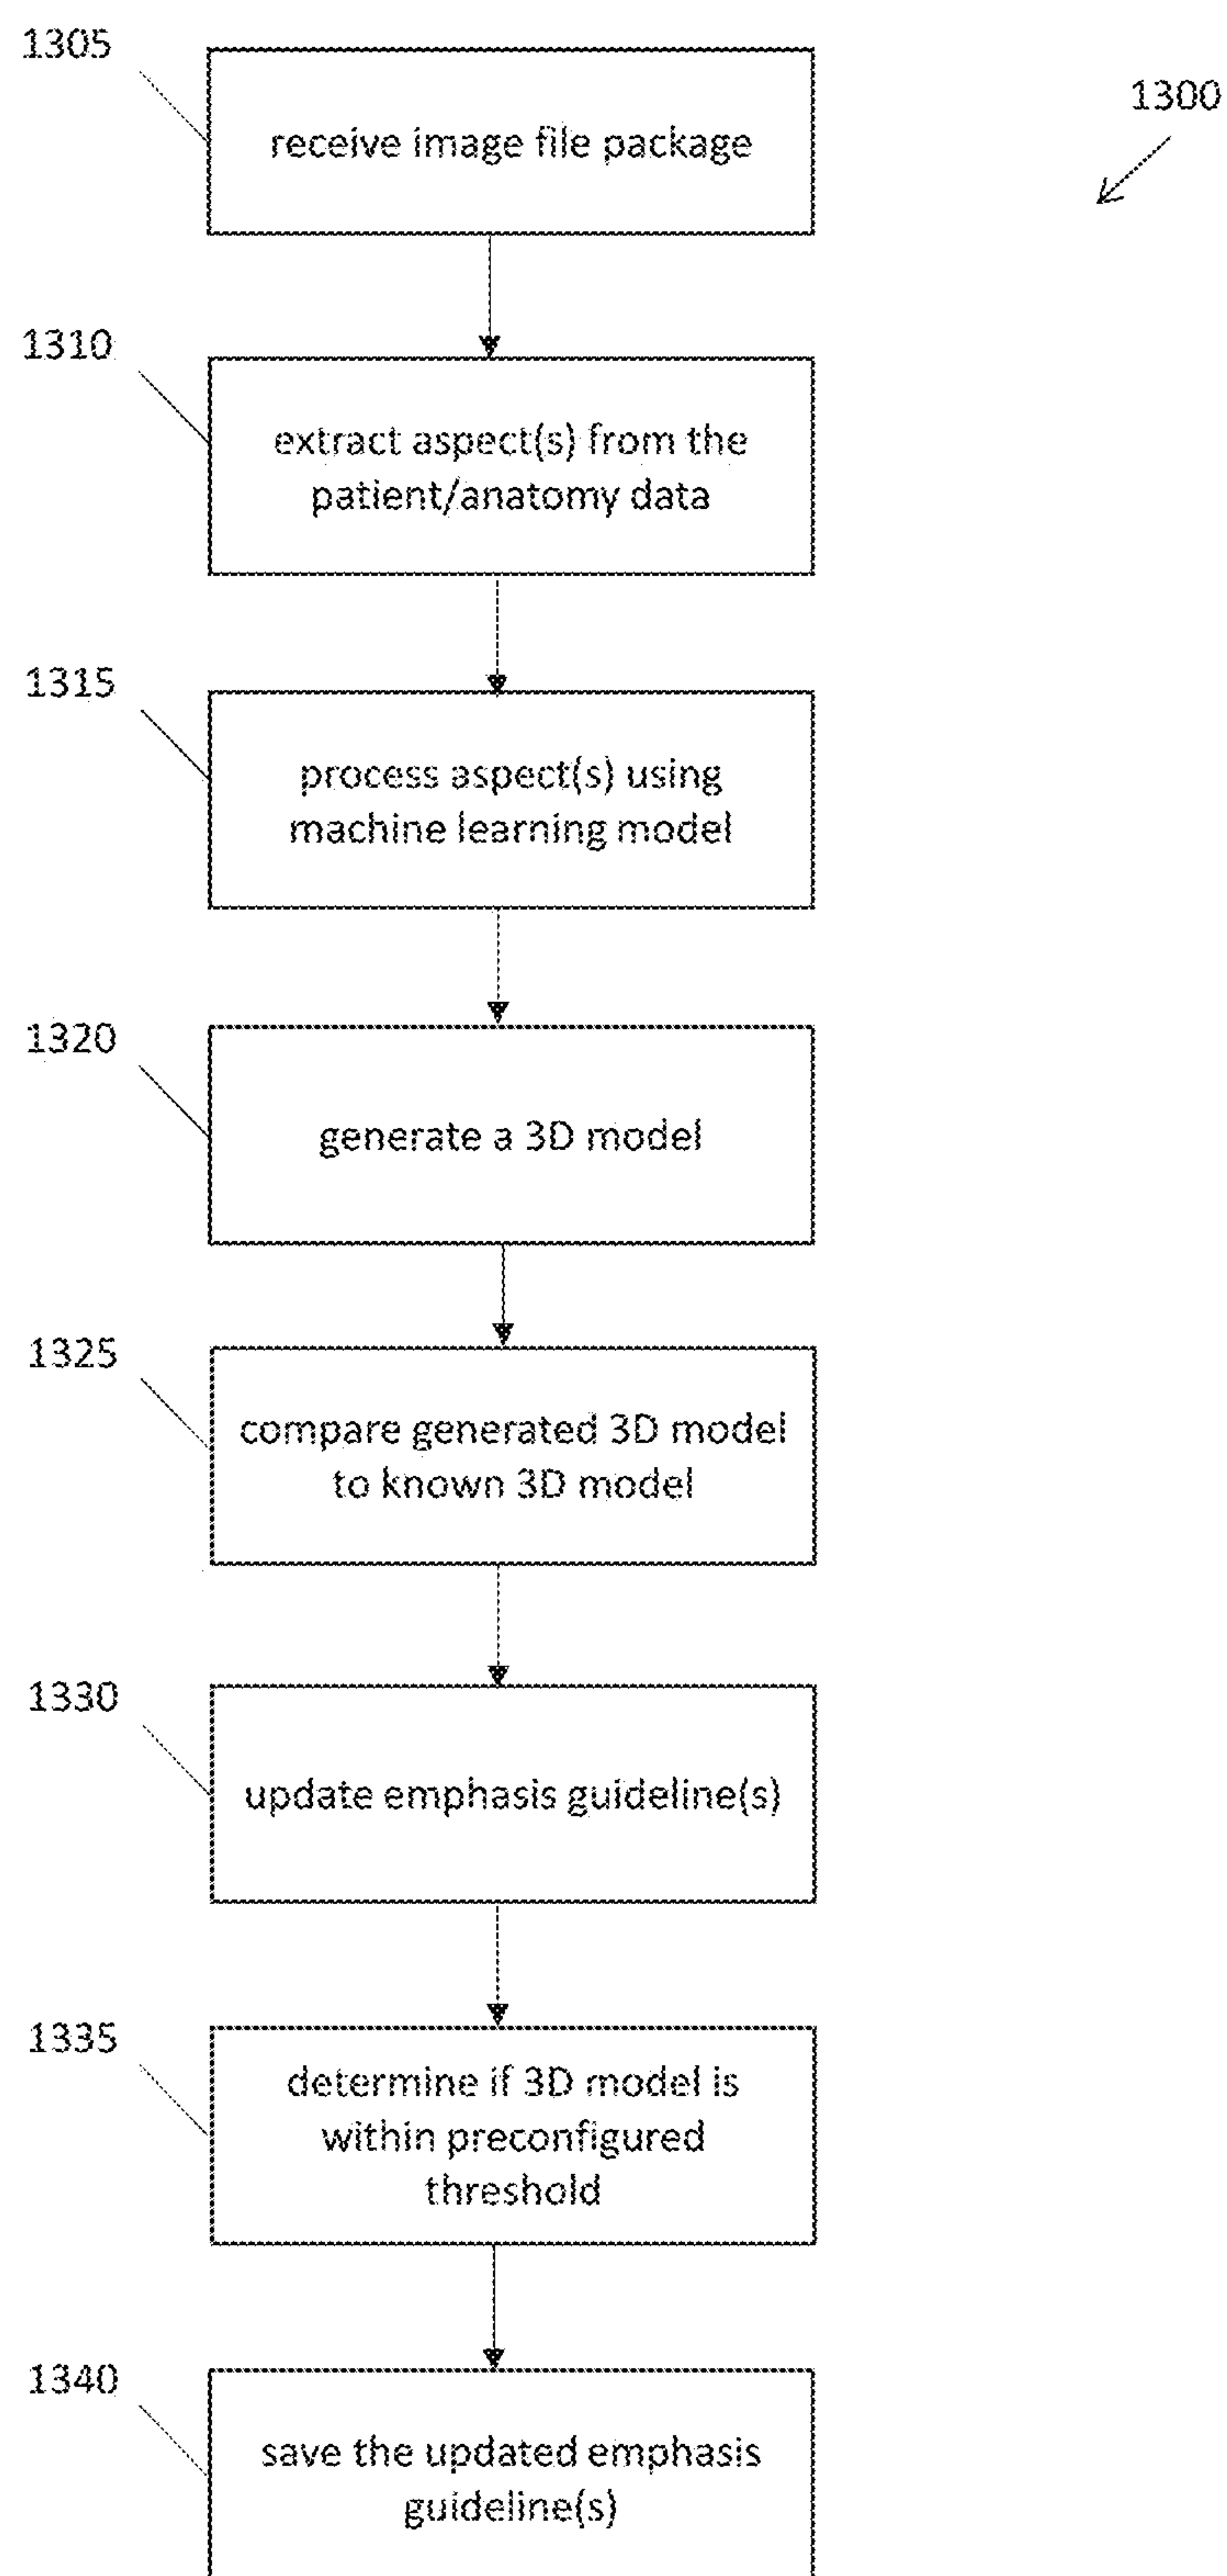 1305
receive image file package
1300
1310
extract aspect(s) from the
patient/anatomy data
1315
process aspect(s) using
machine learning model
1320
generate a 3D model
1325
compare generated 3D model
to known 3D model
1330
update emphasis guideline(s)
1335
determine if 3D model is
within preconfigured
threshold
1340
save the updated emphasis
guideline(s)